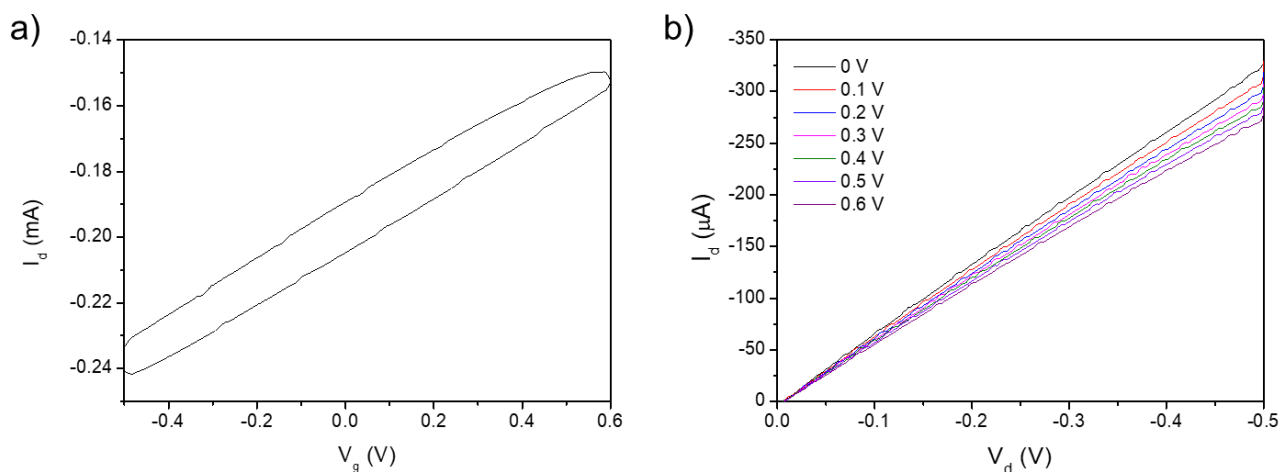 a)
-0.14
-0.16
-0.18
-0.20
-0.22
-0.24
I_d (mA)
-0.4
-0.2
0.0
0.2
0.4
0.6
V_g (V)
b)
-350
-300
-250
-200
-150
-100
-50
0
I_d (μA)
0 V
0.1 V
0.2 V
0.3 V
0.4 V
0.5 V
0.6 V
0.0
-0.1
-0.2
-0.3
-0.4
-0.5
V_d (V)